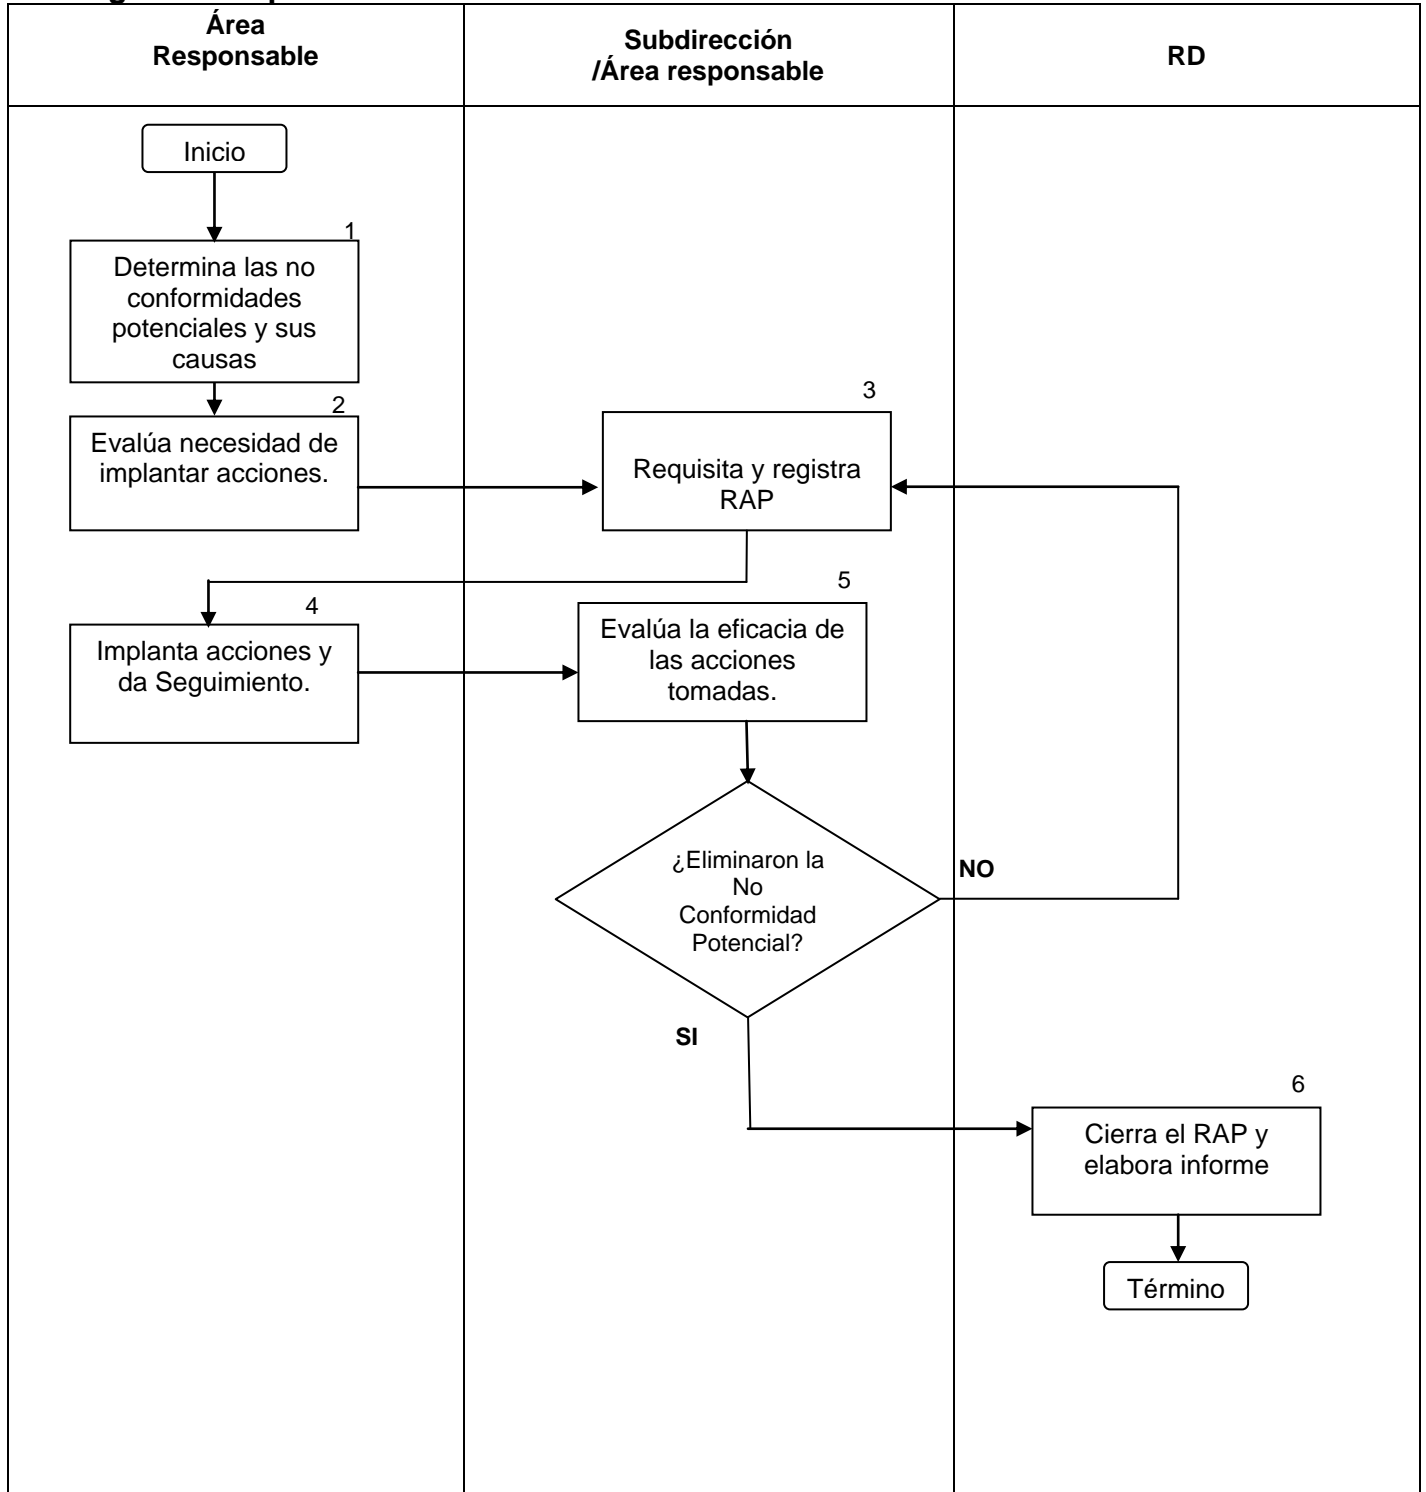 Área
Responsable
Subdirección
/Área responsable
RD
Inicio
1
Determina las no
conformidades
potenciales y sus
causas
2
Evalúa necesidad de
implantar acciones.
3
Requisita y registra
RAP
4
Implanta acciones y
da Seguimiento.
5
Evalúa la eficacia de
las acciones
tomadas.
¿Eliminaron la
No
Conformidad
Potencial?
NO
SI
6
Cierra el RAP y
elabora informe
Término